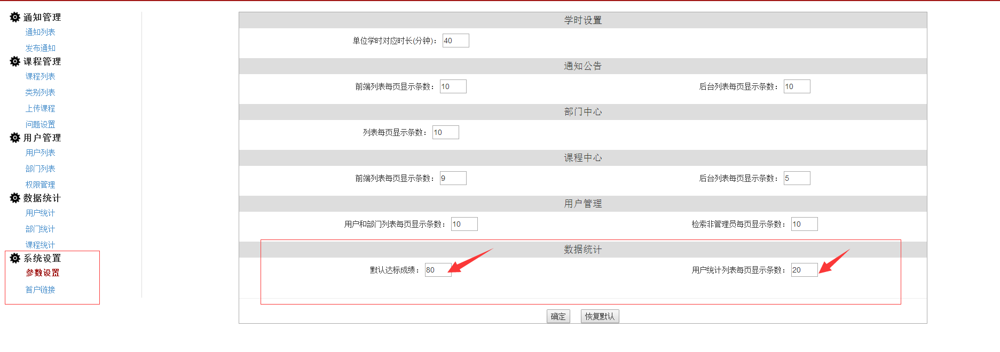 通知管理
通知列表
发布通知
课程管理
课程列表
类别列表
上传课程
问题设置
用户管理
用户列表
部门列表
权限管理
数据统计
用户统计
部门统计
课程统计
系统设置
参数设置
首户链接
学时设置
单位学时对应时长(分钟)： 40
通知公告
前端列表每页显示条数： 10
后台列表每页显示条数： 10
部门中心
列表每页显示条数： 10
课程中心
前端列表每页显示条数： 9
后台列表每页显示条数： 5
用户管理
用户和部门列表每页显示条数： 10
检索非管理员每页显示条数： 10
数据统计
默认达标成绩： 80
用户统计列表每页显示条数： 20
确定 恢复默认